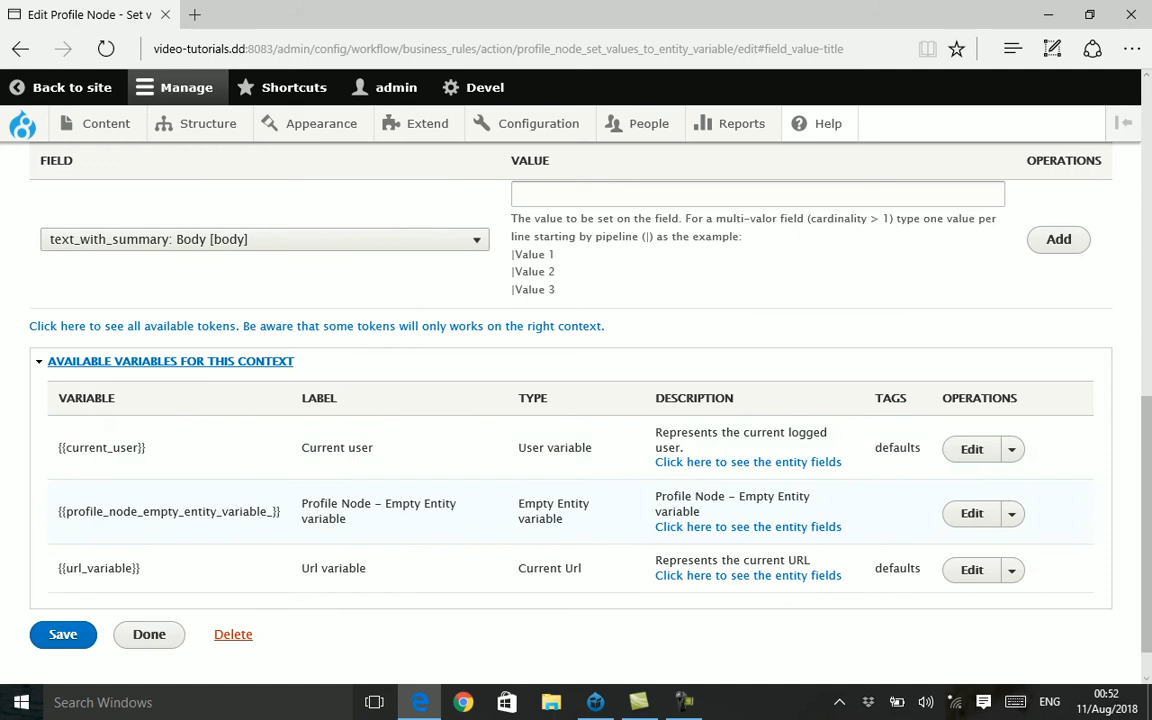 Edit Profile Node - Set v
video-tutorials.dd:8083/admin/config/workflow/business_rules/action/profile_node_set_values_to_entity_variable/edit#field_value-title
Back to site Manage Shortcuts admin Devel
Content Structure Appearance Extend Configuration People Reports Help
FIELD VALUE OPERATIONS
The value to be set on the field. For a multi-valor field (cardinality > 1) type one value per
line starting by pipeline (|) as the example:
text_with_summary: Body [body] Add
|Value 1
|Value 2
|Value 3
Click here to see all available tokens. Be aware that some tokens will only works on the right context.
AVAILABLE VARIABLES FOR THIS CONTEXT
VARIABLE LABEL TYPE DESCRIPTION TAGS OPERATIONS
Represents the current logged
{{current_user}} Current user User variable user. defaults Edit
Click here to see the entity fields
Profile Node - Empty Entity
{{profile_node_empty_entity_variable_}} Profile Node - Empty Entity Empty Entity variable Edit
variable variable Click here to see the entity fields
Represents the current URL
{{url_variable}} Url variable Current Url defaults Edit
Click here to see the entity fields
Save Done Delete
Search Windows
ENG
00:52
11/Aug/2018